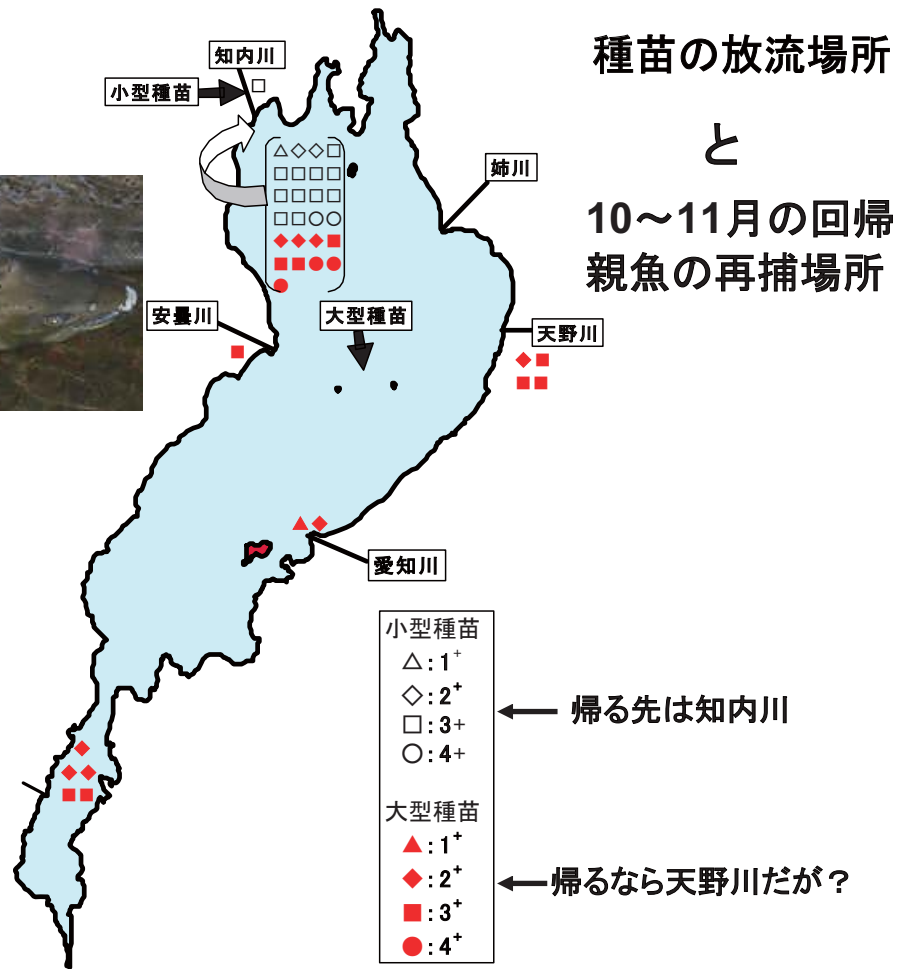 種苗の放流場所
と
10～11月の回帰
親魚の再捕場所
知内川
小型種苗
姉川
安曇川
大型種苗
天野川
愛知川
小型種苗
△：1⁺
◇：2⁺
□：3+
○：4+
帰る先は知内川
大型種苗
▲：1⁺
◆：2⁺
■：3⁺
●：4⁺
帰るなら天野川だが？